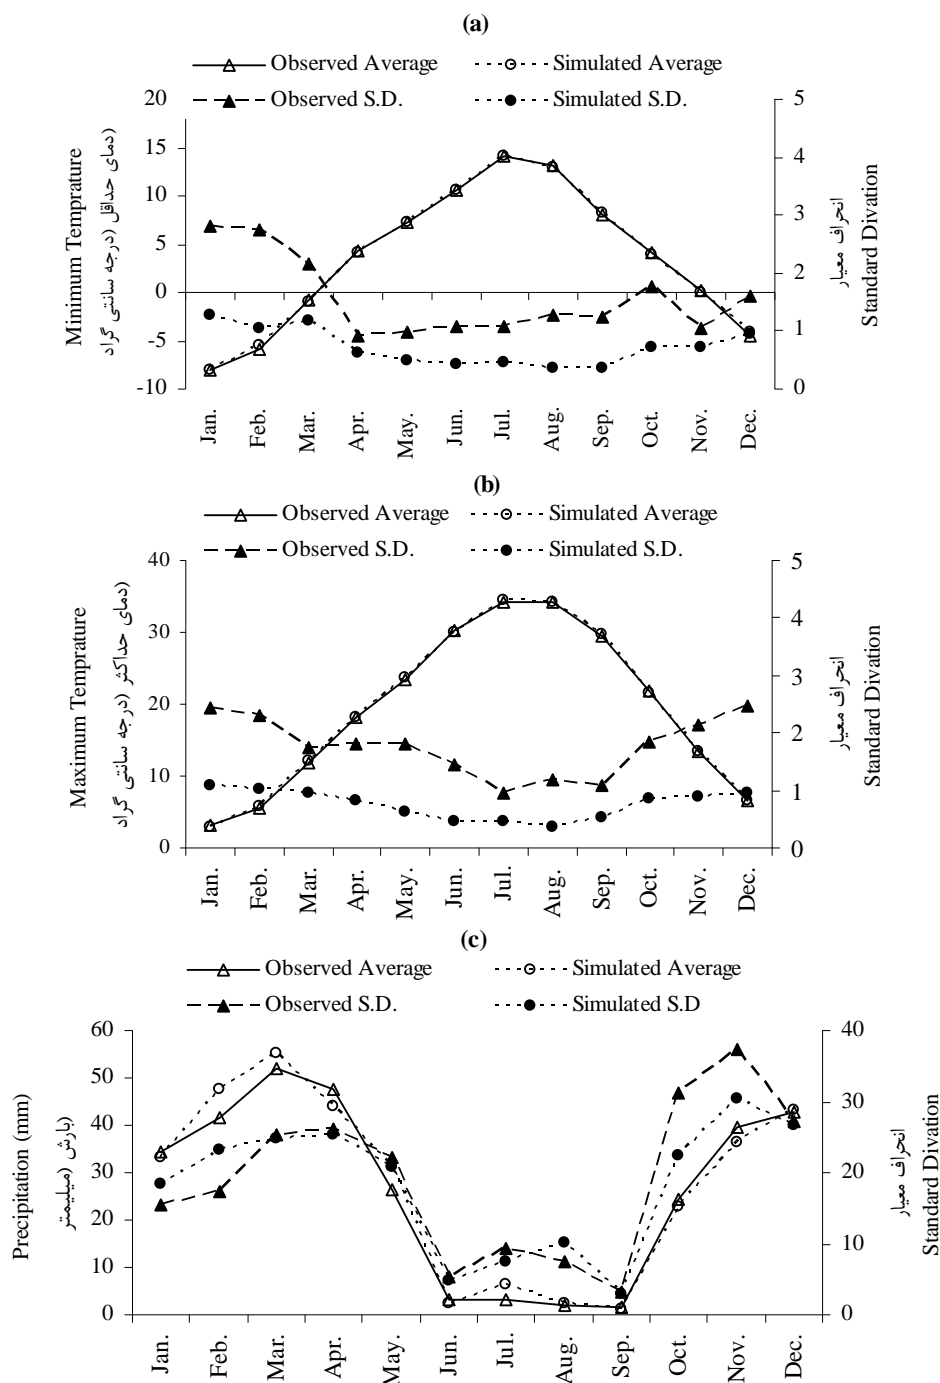 (a)
Observed Average
Simulated Average
Observed S.D.
Simulated S.D.
20
15
10
5
0
-5
-10
5
4
3
2
1
0
Minimum Temprature
دمای حداقل (درجه سانتی گراد)
انحراف معیار
Standard Divation
Jan.
Feb.
Mar.
Apr.
May.
Jun.
Jul.
Aug.
Sep.
Oct.
Nov.
Dec.
(b)
Observed Average
Simulated Average
Observed S.D.
Simulated S.D.
40
30
20
10
0
5
4
3
2
1
0
Maximum Temprature
دمای حداکثر (درجه سانتی گراد)
انحراف معیار
Standard Divation
Jan.
Feb.
Mar.
Apr.
May.
Jun.
Jul.
Aug.
Sep.
Oct.
Nov.
Dec.
(c)
Observed Average
Simulated Average
Observed S.D.
Simulated S.D
60
50
40
30
20
10
0
40
30
20
10
0
Precipitation (mm)
بارش (میلیمتر)
انحراف معیار
Standard Divation
Jan.
Feb.
Mar.
Apr.
May.
Jun.
Jul.
Aug.
Sep.
Oct.
Nov.
Dec.